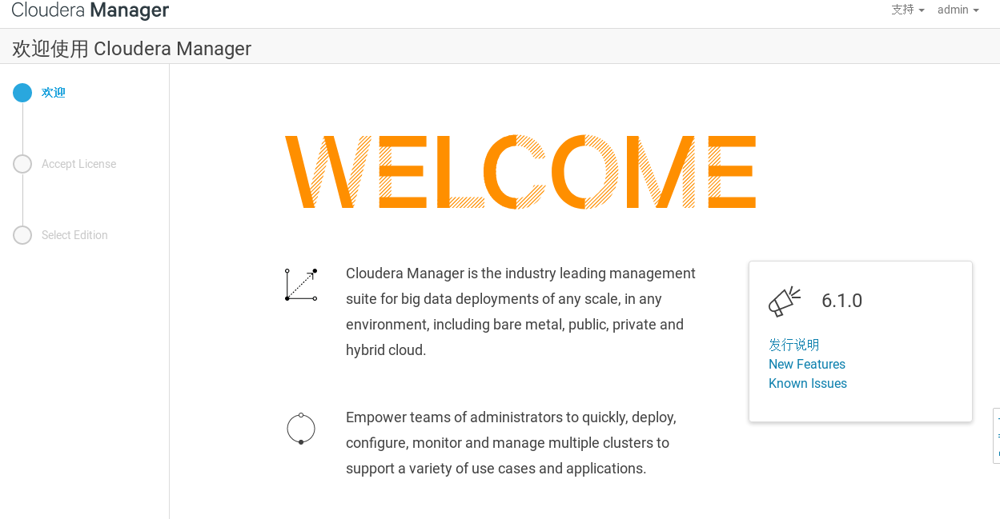 Cloudera Manager
支持 admin
欢迎使用 Cloudera Manager
欢迎
Accept License
Select Edition
WELCOME
Cloudera Manager is the industry leading management
suite for big data deployments of any scale, in any
environment, including bare metal, public, private and
hybrid cloud.
Empower teams of administrators to quickly, deploy,
configure, monitor and manage multiple clusters to
support a variety of use cases and applications.
6.1.0
发行说明
New Features
Known Issues